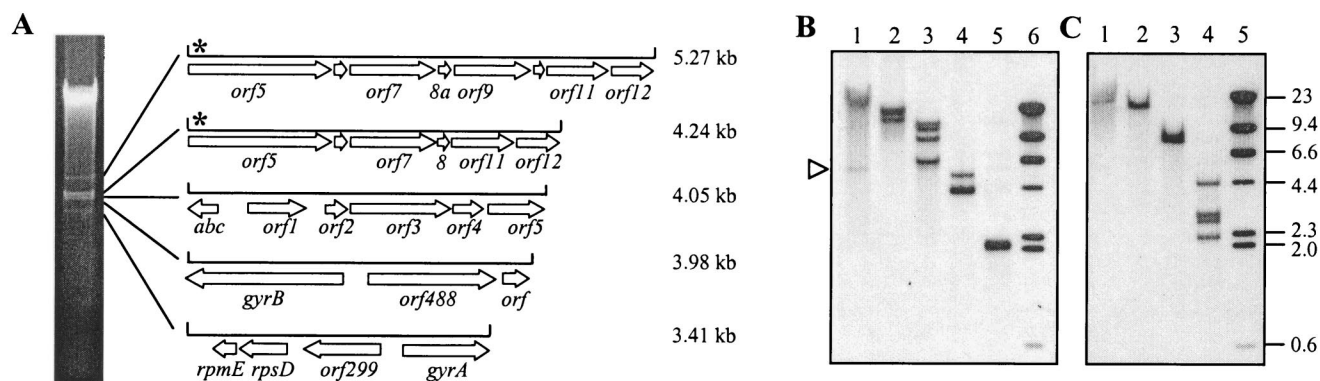 A
*
5.27 kb
orf5 orf7 8a orf9 orf11 orf12
*
4.24 kb
orf5 orf7 8 orf11 orf12
4.05 kb
abc orf1 orf2 orf3 orf4 orf5
3.98 kb
gyrB orf488 orf
3.41 kb
rpmE rpsD orf299 gyrA
B
1 2 3 4 5 6
C
1 2 3 4 5
23
9.4
6.6
4.4
2.3
2.0
0.6